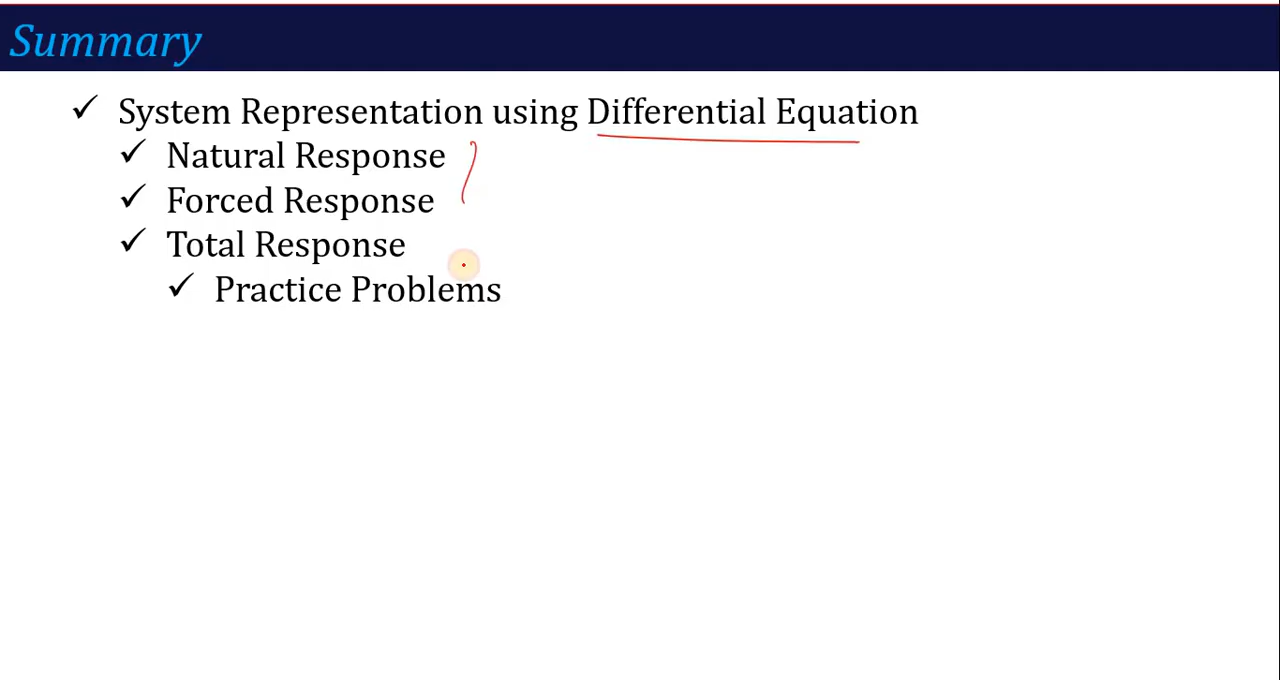 Summary
✓ System Representation using Differential Equation
✓ Natural Response
✓ Forced Response
✓ Total Response
✓ Practice Problems